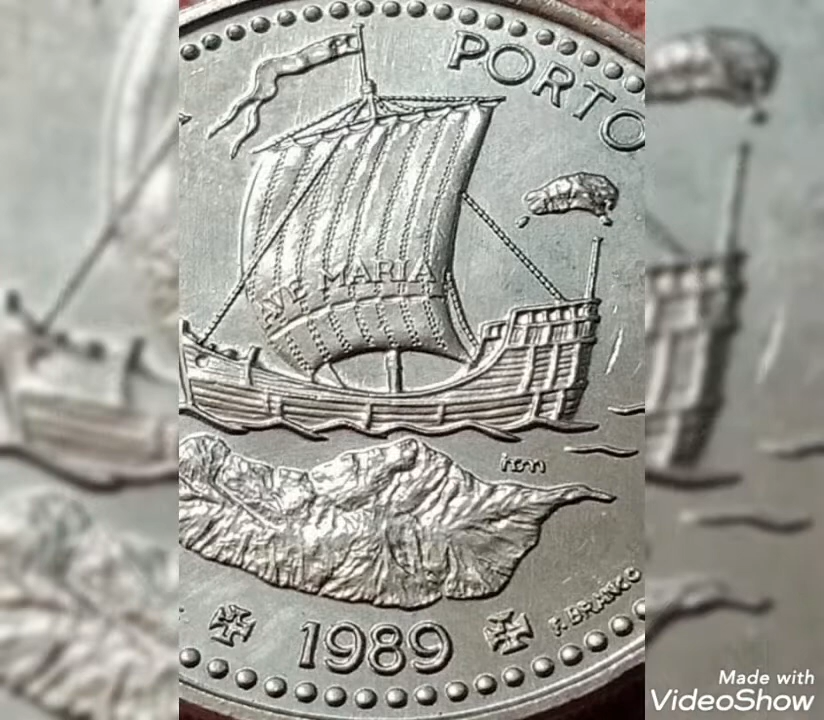 PORTO
AVE MARIA
incm
1989
F. BRANCO
Made with
VideoShow